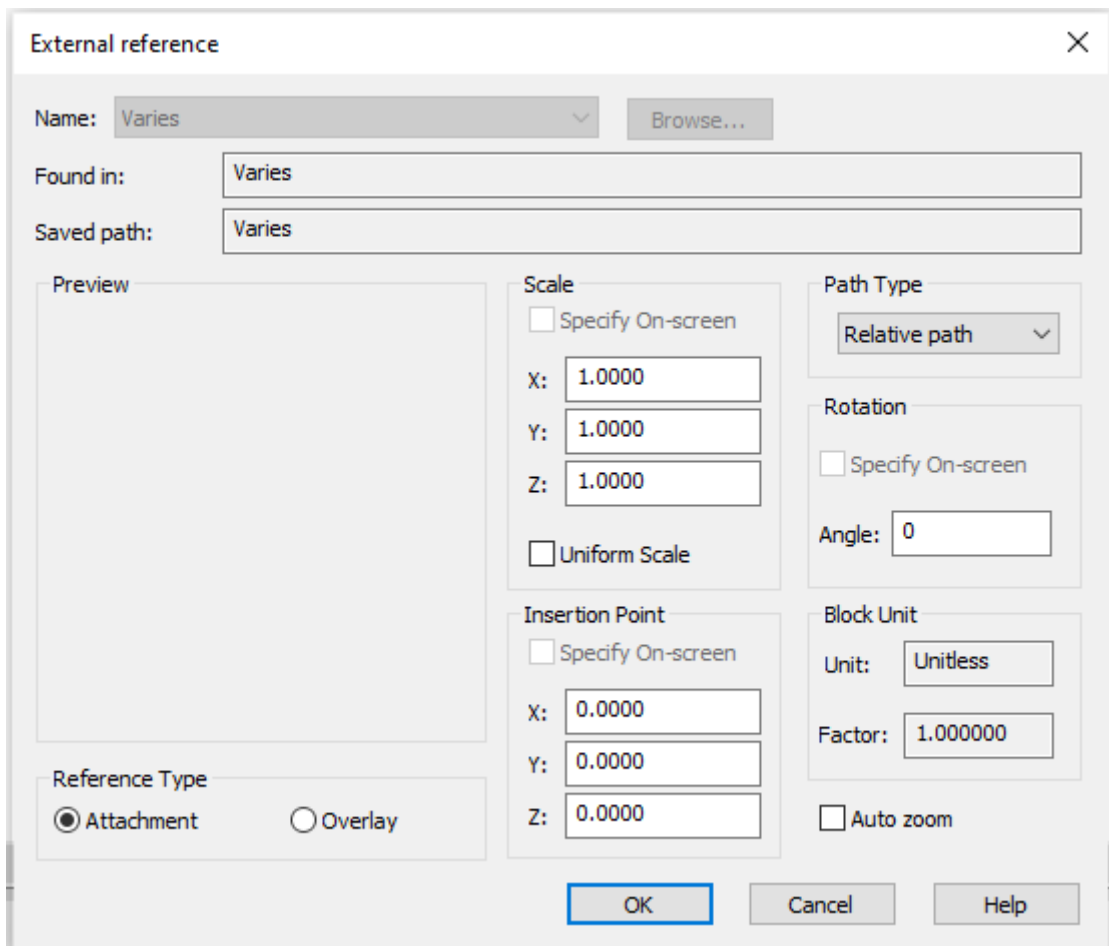 External reference
Name: Varies Browse...
Found in: Varies
Saved path: Varies
Preview
Scale
Specify On-screen
X: 1.0000
Y: 1.0000
Z: 1.0000
Uniform Scale
Path Type
Relative path
Rotation
Specify On-screen
Angle: 0
Insertion Point
Specify On-screen
X: 0.0000
Y: 0.0000
Z: 0.0000
Block Unit
Unit: Unitless
Factor: 1.000000
Reference Type
Attachment Overlay
Auto zoom
OK Cancel Help